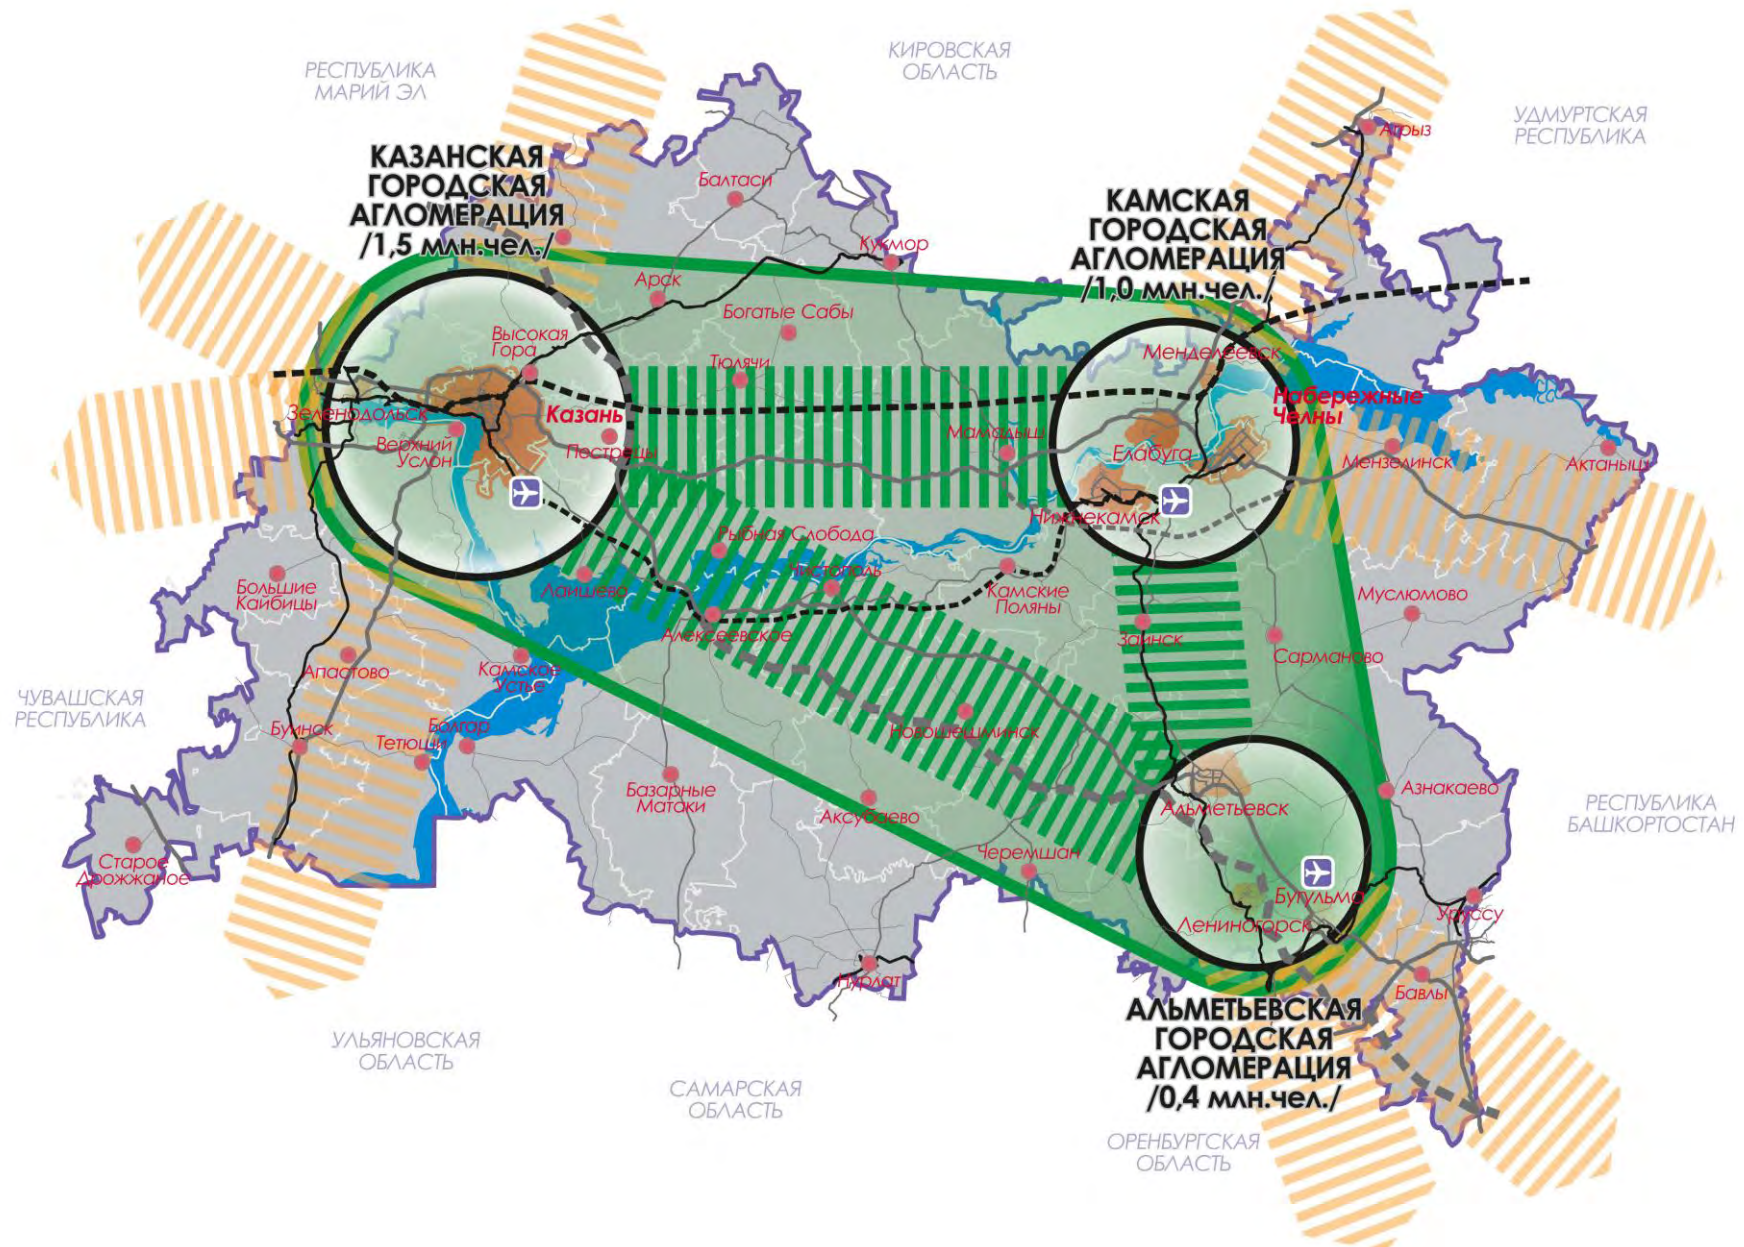 КИРОВСКАЯ
ОБЛАСТЬ
РЕСПУБЛИКА
МАРИЙ ЭЛ
УДМУРТСКАЯ
РЕСПУБЛИКА
Агрыз
КАЗАНСКАЯ
ГОРОДСКАЯ
АГЛОМЕРАЦИЯ
/1,5 млн.чел./
Балтаси
КАМСКАЯ
ГОРОДСКАЯ
АГЛОМЕРАЦИЯ
/1,0 млн.чел./
Кукмор
Арск
Богатые Сабы
Высокая
Гора
Тюлячи
Менделеевск
Набережные
Челны
Зеленодольск
Казань
Верхний
Услон
Пестрецы
Мамадыш
Елабуга
Мензелинск
Актаныш
Нижнекамск
Рыбная Слобода
Чистополь
Лаишево
Большие
Кайбицы
Камские
Поляны
Муслюмово
Алексеевское
Заинск
Сарманово
Апастово
Камское
Устье
ЧУВАШСКАЯ
РЕСПУБЛИКА
Буинск
Болгар
Тетюши
Новошешминск
Базарные
Матаки
Аксубаево
Альметьевск
Азнакаево
РЕСПУБЛИКА
БАШКОРТОСТАН
Старое
Дрожжаное
Черемшан
Бугульма
Лениногорск
Уруссу
Нурлат
Бавлы
АЛЬМЕТЬЕВСКАЯ
ГОРОДСКАЯ
АГЛОМЕРАЦИЯ
/0,4 млн.чел./
УЛЬЯНОВСКАЯ
ОБЛАСТЬ
САМАРСКАЯ
ОБЛАСТЬ
ОРЕНБУРГСКАЯ
ОБЛАСТЬ